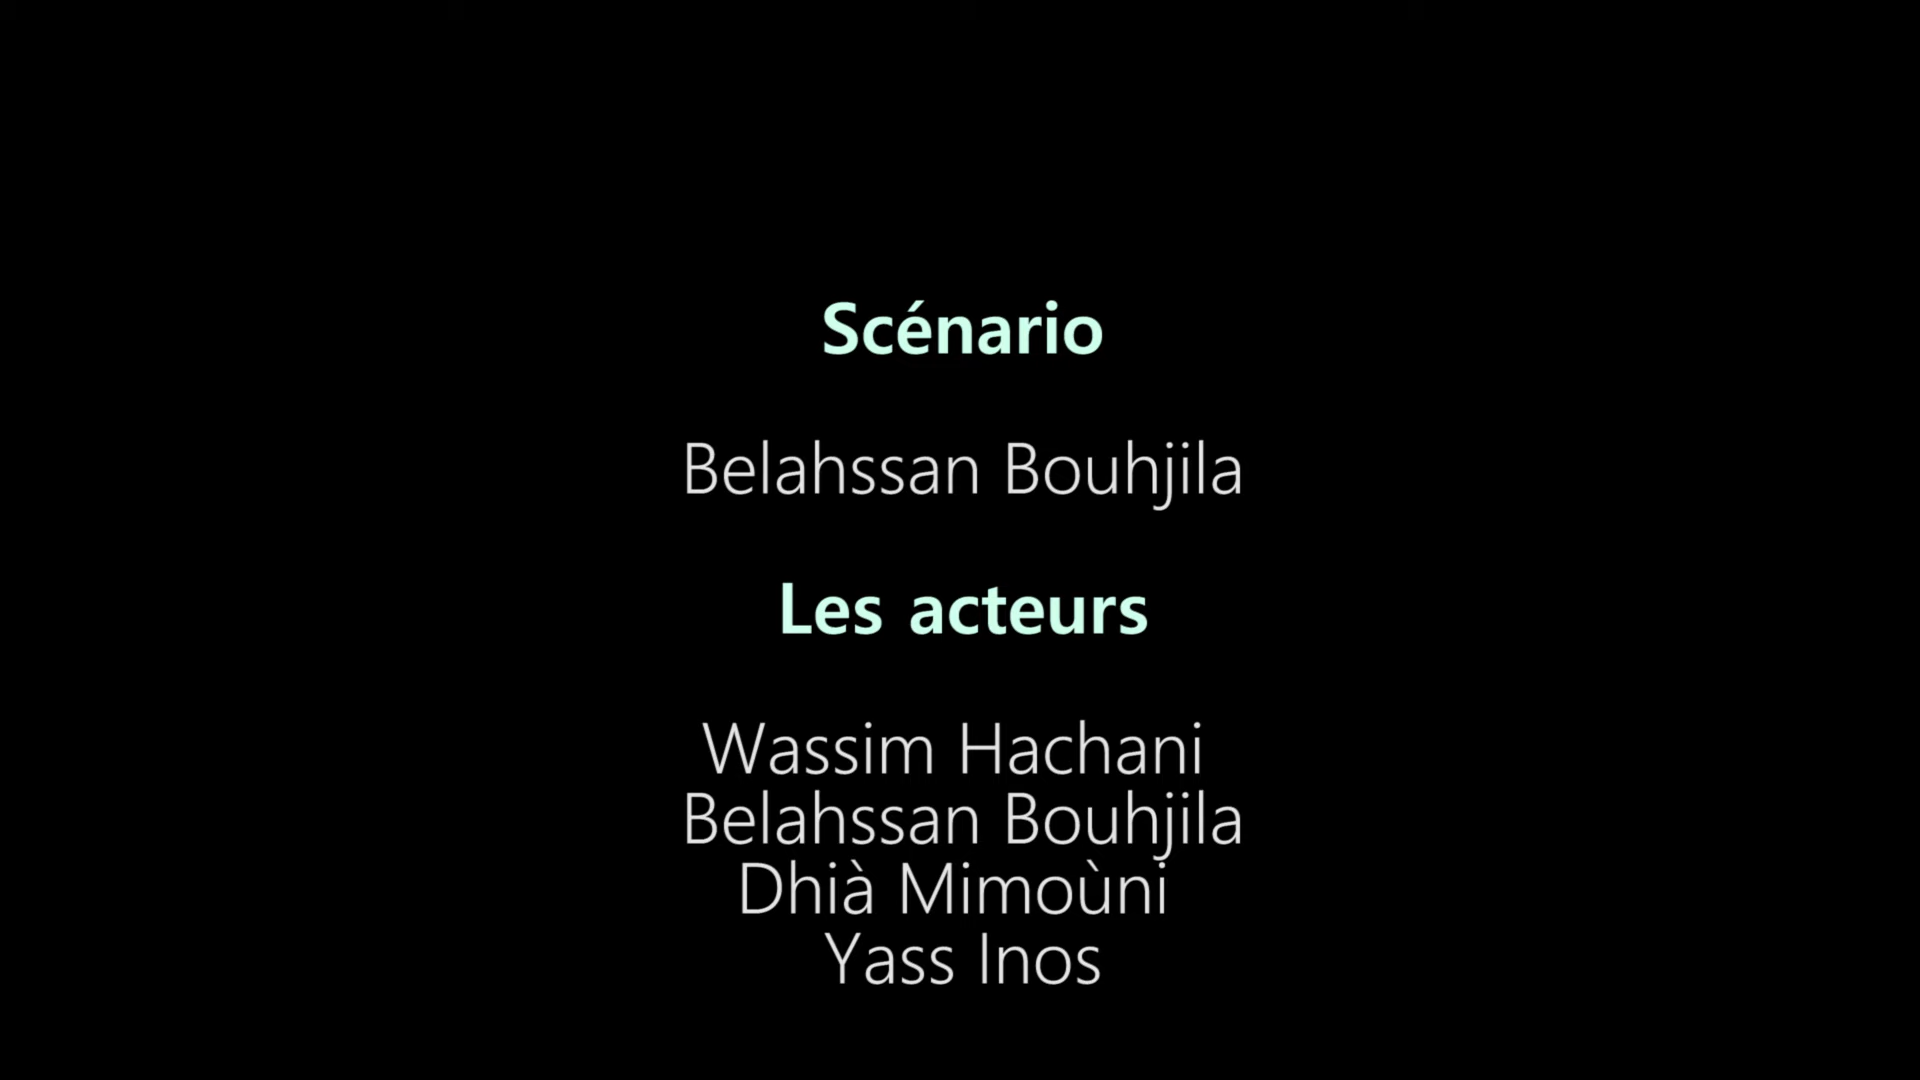 Scénario
Belahssan Bouhjila
Les acteurs
Wassim Hachani
Belahssan Bouhjila
Dhià Mimoùni
Yass Inos